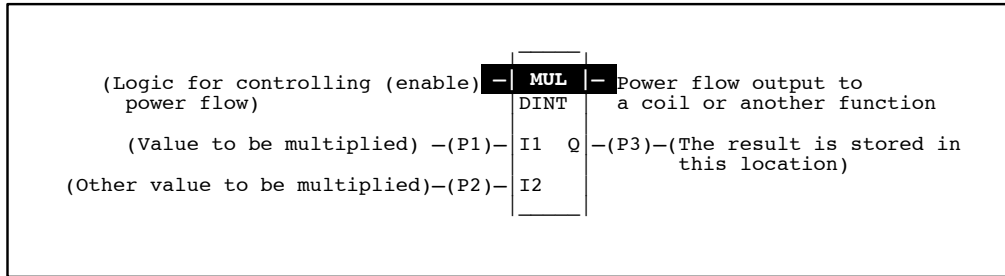 (Logic for controlling (enable) –| MUL |– Power flow output to
power flow) DINT a coil or another function
(Value to be multiplied) –(P1)– I1 Q –(P3)–(The result is stored in
this location)
(Other value to be multiplied)–(P2)– I2